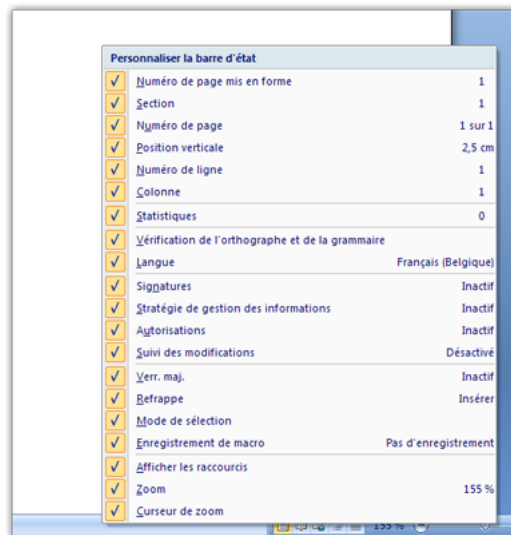 Personnaliser la barre d'état
Numéro de page mis en forme 1
Section 1
Numéro de page 1 sur 1
Position verticale 2,5 cm
Numéro de ligne 1
Colonne 1
Statistiques 0
Vérification de l'orthographe et de la grammaire
Langue Français (Belgique)
Signatures Inactif
Stratégie de gestion des informations Inactif
Autorisations Inactif
Suivi des modifications Désactivé
Verr. maj. Inactif
Refrappe Insérer
Mode de sélection
Enregistrement de macro Pas d'enregistrement
Afficher les raccourcis
Zoom 155 %
Curseur de zoom
155 %